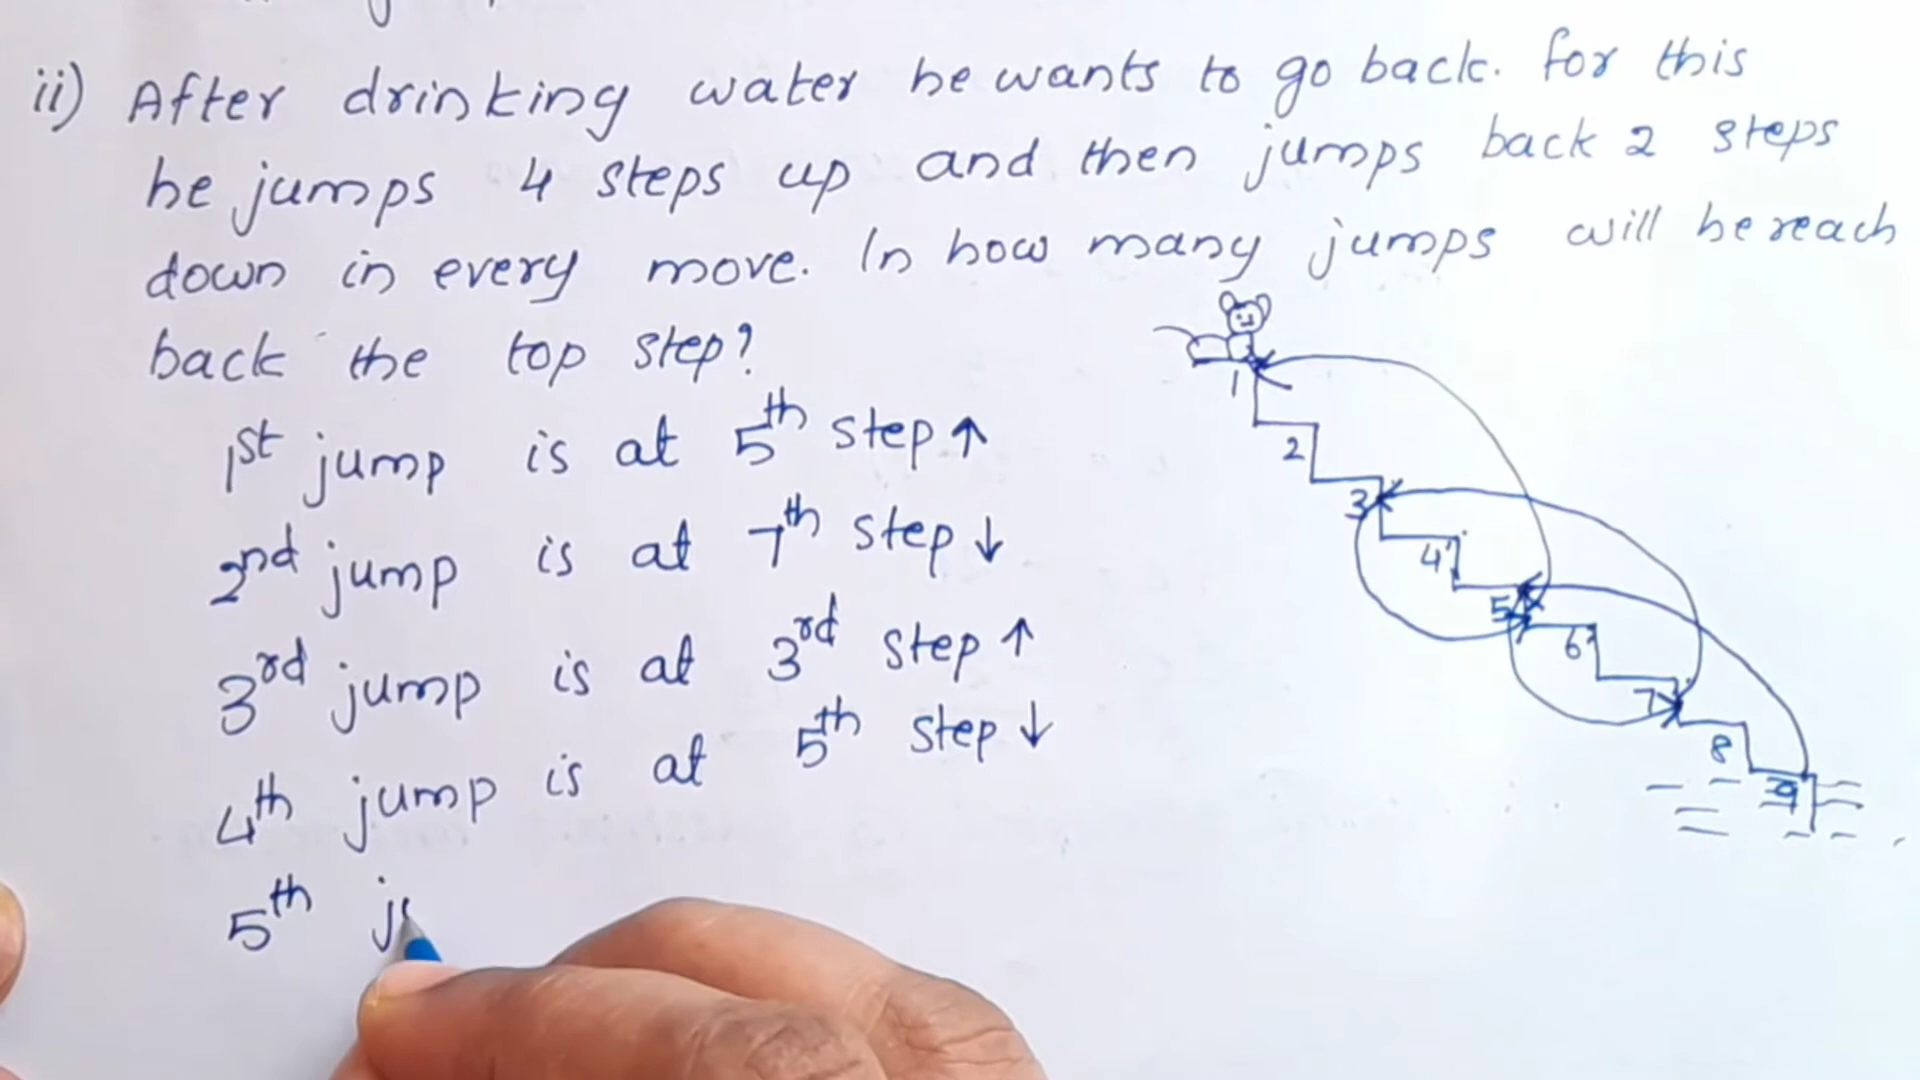 ii) After drinking water he wants to go back. For this
he jumps 4 steps up and then jumps back 2 steps
down in every move. In how many jumps will he reach
back the top step?
1st jump is at 5th step ↑
2nd jump is at 7th step ↓
3rd jump is at 3rd step ↑
4th jump is at 5th step ↓
5th
1
2
3
4
5
6
7
8
9